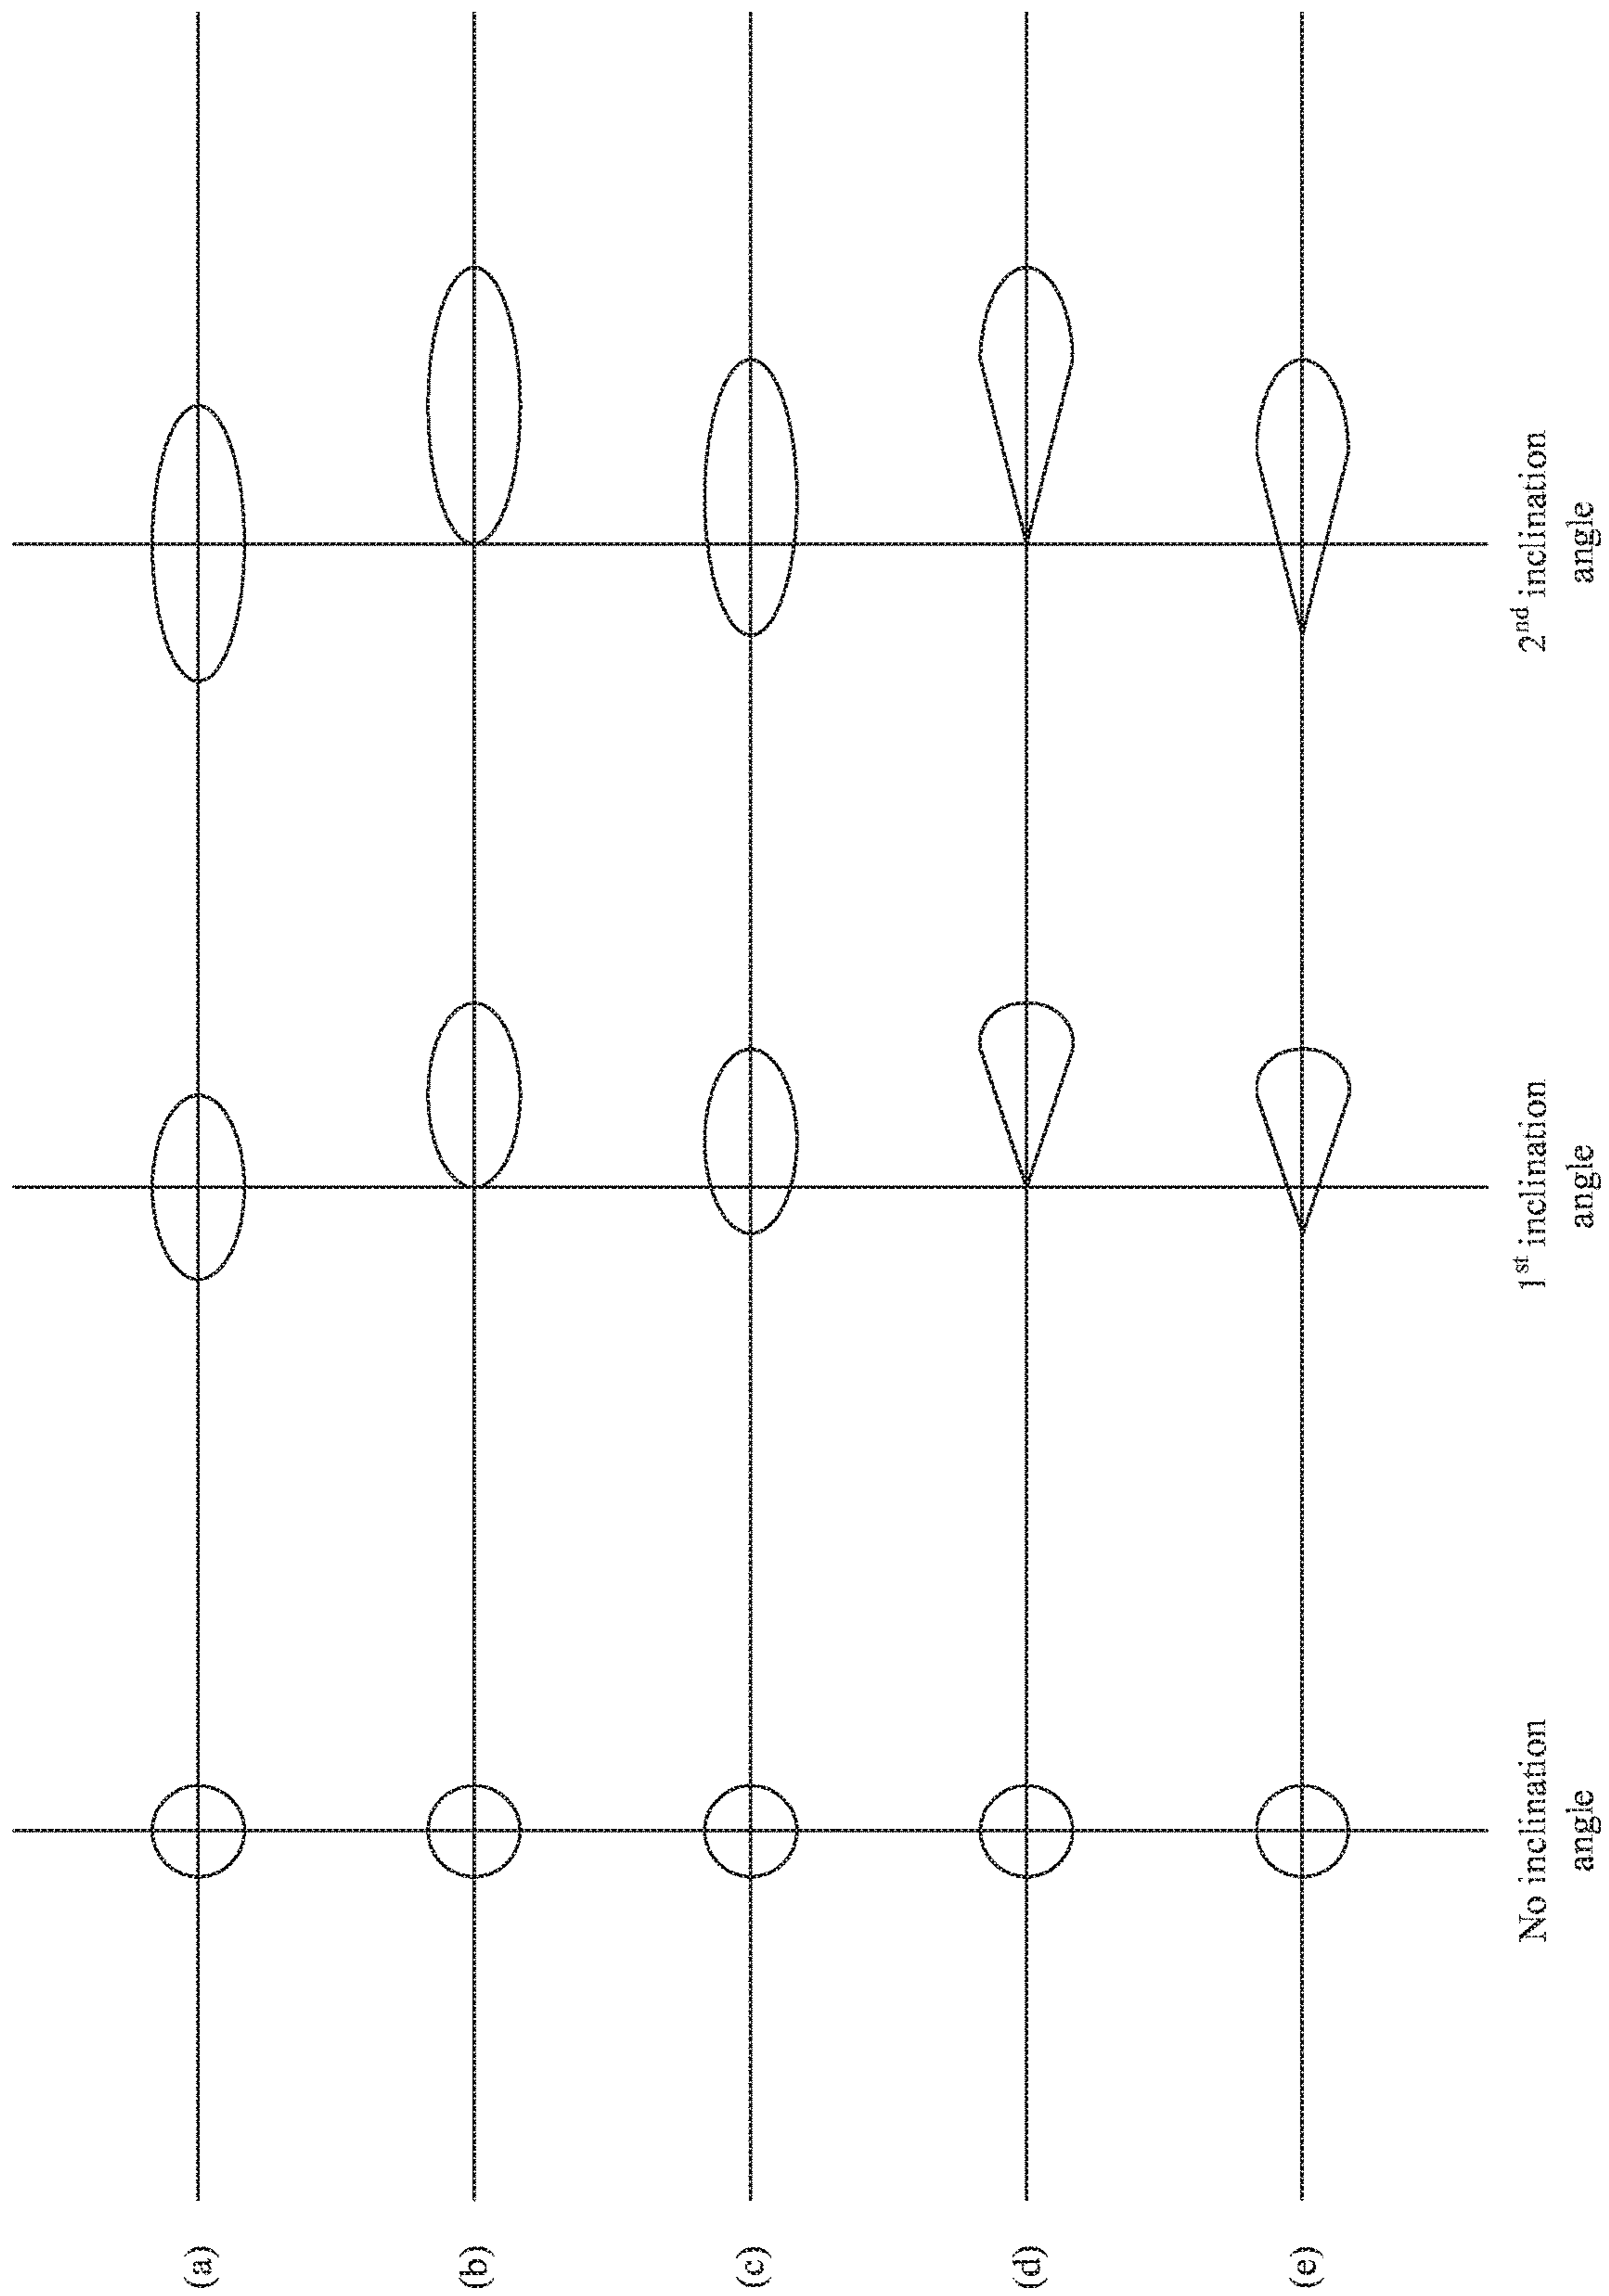 (a)
(b)
(c)
(d)
(e)
No inclination
angle
1st inclination
angle
2nd inclination
angle